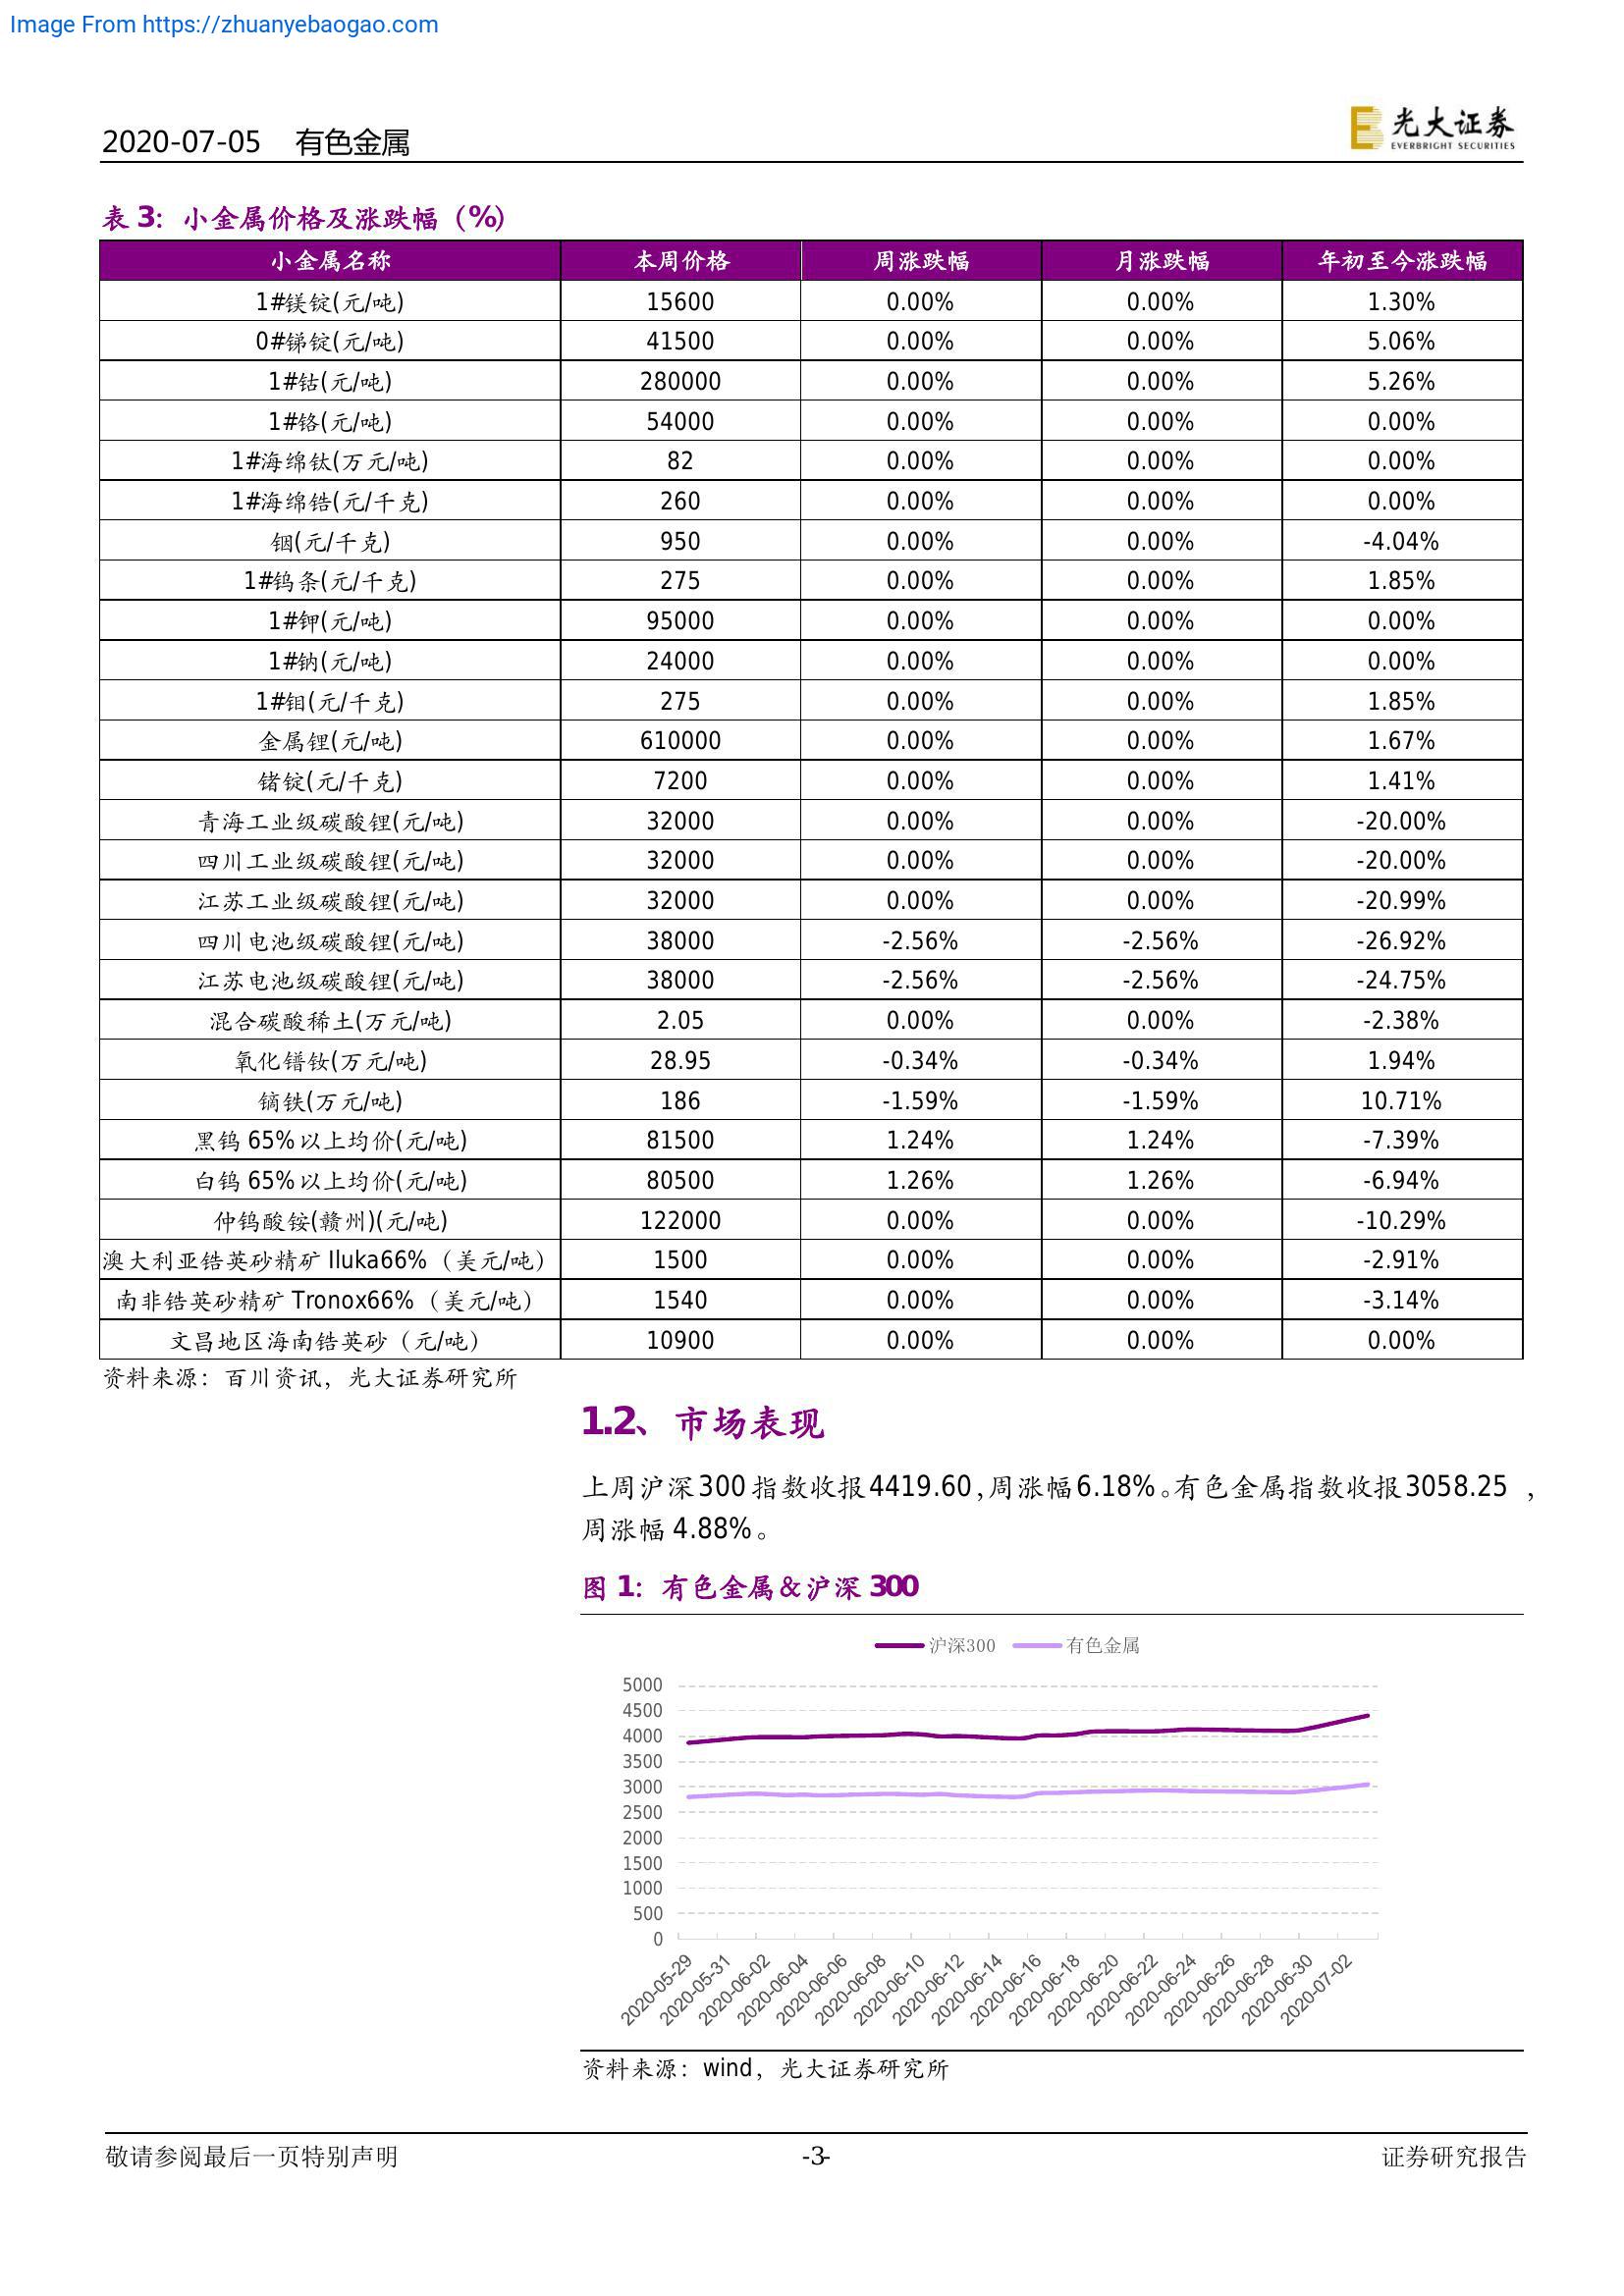 Image From https://zhuanyebaogao.com
2020-07-05 有色金属
光大证券
EVERBRIGHT SECURITIES
表 3: 小金属价格及涨跌幅（%）
小金属名称 本周价格 周涨跌幅 月涨跌幅 年初至今涨跌幅
1#镁锭(元/吨) 15600 0.00% 0.00% 1.30%
0#锑锭(元/吨) 41500 0.00% 0.00% 5.06%
1#钴(元/吨) 280000 0.00% 0.00% 5.26%
1#铬(元/吨) 54000 0.00% 0.00% 0.00%
1#海绵钛(万元/吨) 82 0.00% 0.00% 0.00%
1#海绵锆(元/千克) 260 0.00% 0.00% 0.00%
铟(元/千克) 950 0.00% 0.00% -4.04%
1#钨条(元/千克) 275 0.00% 0.00% 1.85%
1#钾(元/吨) 95000 0.00% 0.00% 0.00%
1#钠(元/吨) 24000 0.00% 0.00% 0.00%
1#钼(元/千克) 275 0.00% 0.00% 1.85%
金属锂(元/吨) 610000 0.00% 0.00% 1.67%
锗锭(元/千克) 7200 0.00% 0.00% 1.41%
青海工业级碳酸锂(元/吨) 32000 0.00% 0.00% -20.00%
四川工业级碳酸锂(元/吨) 32000 0.00% 0.00% -20.00%
江苏工业级碳酸锂(元/吨) 32000 0.00% 0.00% -20.99%
四川电池级碳酸锂(元/吨) 38000 -2.56% -2.56% -26.92%
江苏电池级碳酸锂(元/吨) 38000 -2.56% -2.56% -24.75%
混合碳酸稀土(万元/吨) 2.05 0.00% 0.00% -2.38%
氧化镨钕(万元/吨) 28.95 -0.34% -0.34% 1.94%
镝铁(万元/吨) 186 -1.59% -1.59% 10.71%
黑钨 65%以上均价(元/吨) 81500 1.24% 1.24% -7.39%
白钨 65%以上均价(元/吨) 80500 1.26% 1.26% -6.94%
仲钨酸铵(赣州)(元/吨) 122000 0.00% 0.00% -10.29%
澳大利亚锆英砂精矿 Iluka66%（美元/吨） 1500 0.00% 0.00% -2.91%
南非锆英砂精矿 Tronox66%（美元/吨） 1540 0.00% 0.00% -3.14%
文昌地区海南锆英砂（元/吨） 10900 0.00% 0.00% 0.00%
资料来源：百川资讯，光大证券研究所
1.2、市场表现
上周沪深 300 指数收报 4419.60，周涨幅 6.18%。有色金属指数收报 3058.25，
周涨幅 4.88%。
图 1: 有色金属＆沪深 300
沪深300 有色金属
5000
4500
4000
3500
3000
2500
2000
1500
1000
500
0
2020-05-29 2020-05-31 2020-06-02 2020-06-04 2020-06-06 2020-06-08 2020-06-10 2020-06-12 2020-06-14 2020-06-16 2020-06-18 2020-06-20 2020-06-22 2020-06-24 2020-06-26 2020-06-28 2020-06-30 2020-07-02
资料来源：wind，光大证券研究所
敬请参阅最后一页特别声明 -3- 证券研究报告